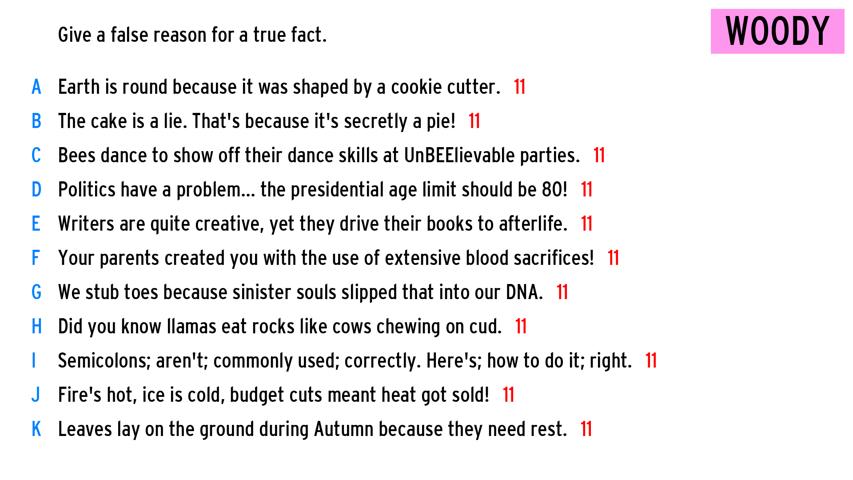 Give a false reason for a true fact.
WOODY
A Earth is round because it was shaped by a cookie cutter. 11
B The cake is a lie. That's because it's secretly a pie! 11
C Bees dance to show off their dance skills at UnBEElievable parties. 11
D Politics have a problem... the presidential age limit should be 80! 11
E Writers are quite creative, yet they drive their books to afterlife. 11
F Your parents created you with the use of extensive blood sacrifices! 11
G We stub toes because sinister souls slipped that into our DNA. 11
H Did you know llamas eat rocks like cows chewing on cud. 11
I Semicolons; aren't; commonly used; correctly. Here's; how to do it; right. 11
J Fire's hot, ice is cold, budget cuts meant heat got sold! 11
K Leaves lay on the ground during Autumn because they need rest. 11